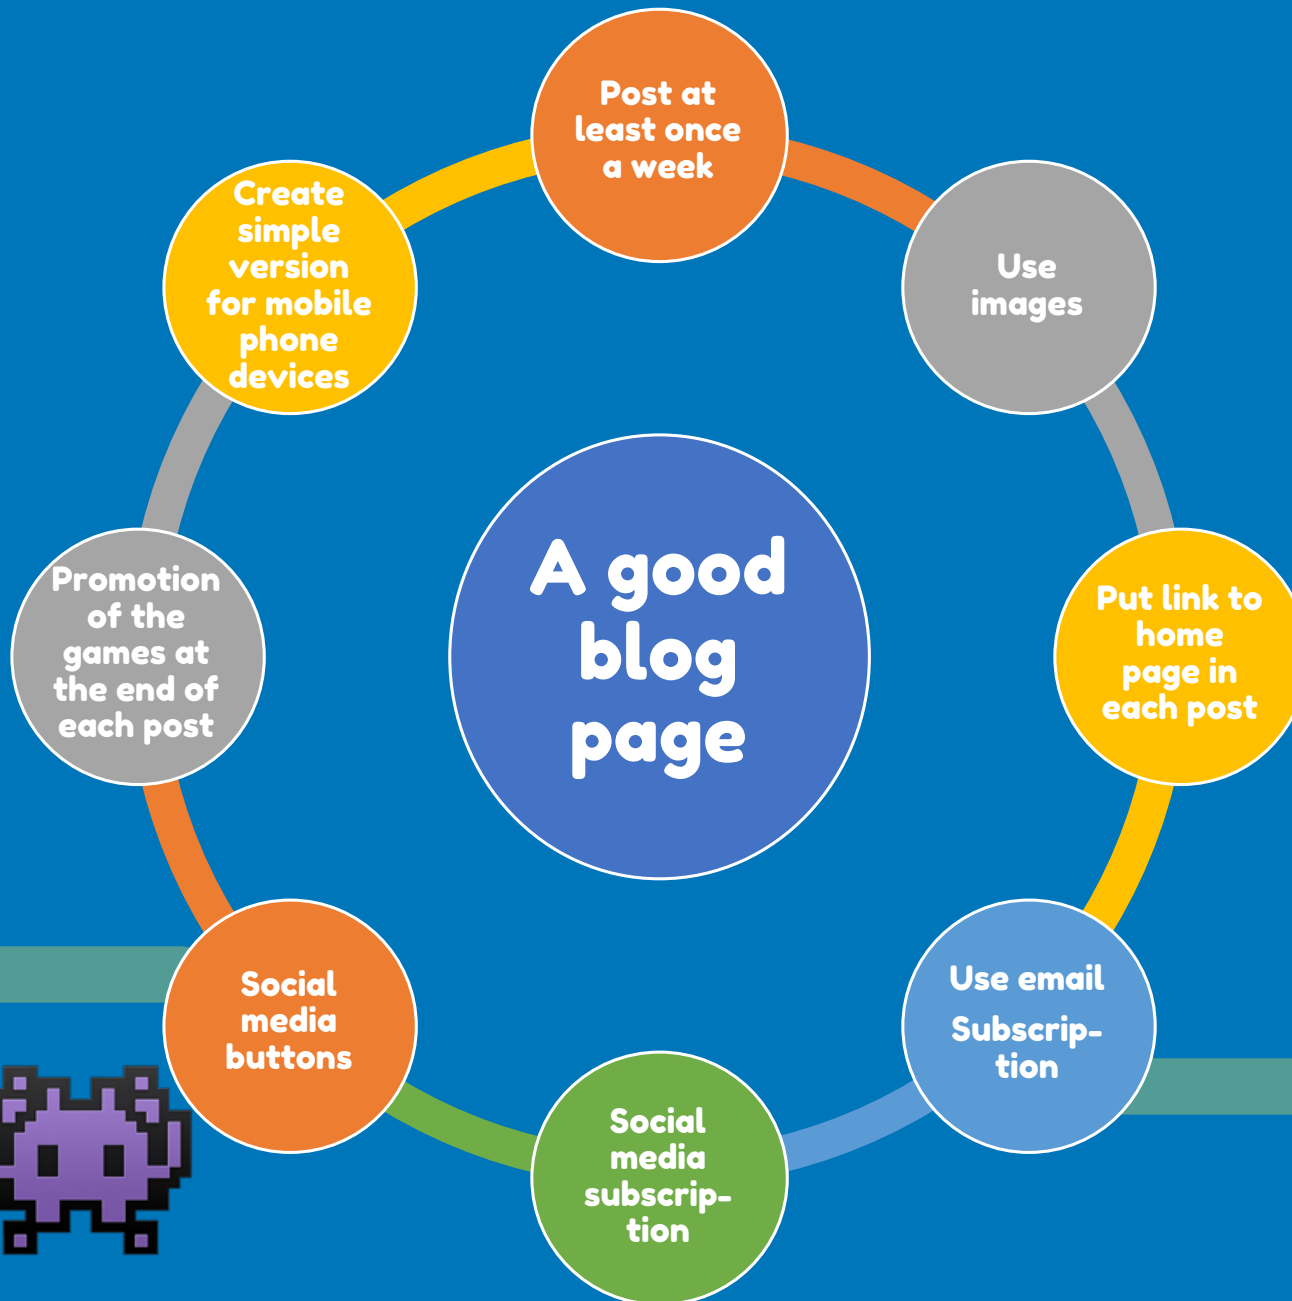 Post at
least once
a week
Use
images
Put link to
home
page in
each post
Use email
Subscrip-
tion
Social
media
subscrip-
tion
Social
media
buttons
Promotion
of the
games at
the end of
each post
Create
simple
version
for mobile
phone
devices
A good
blog
page